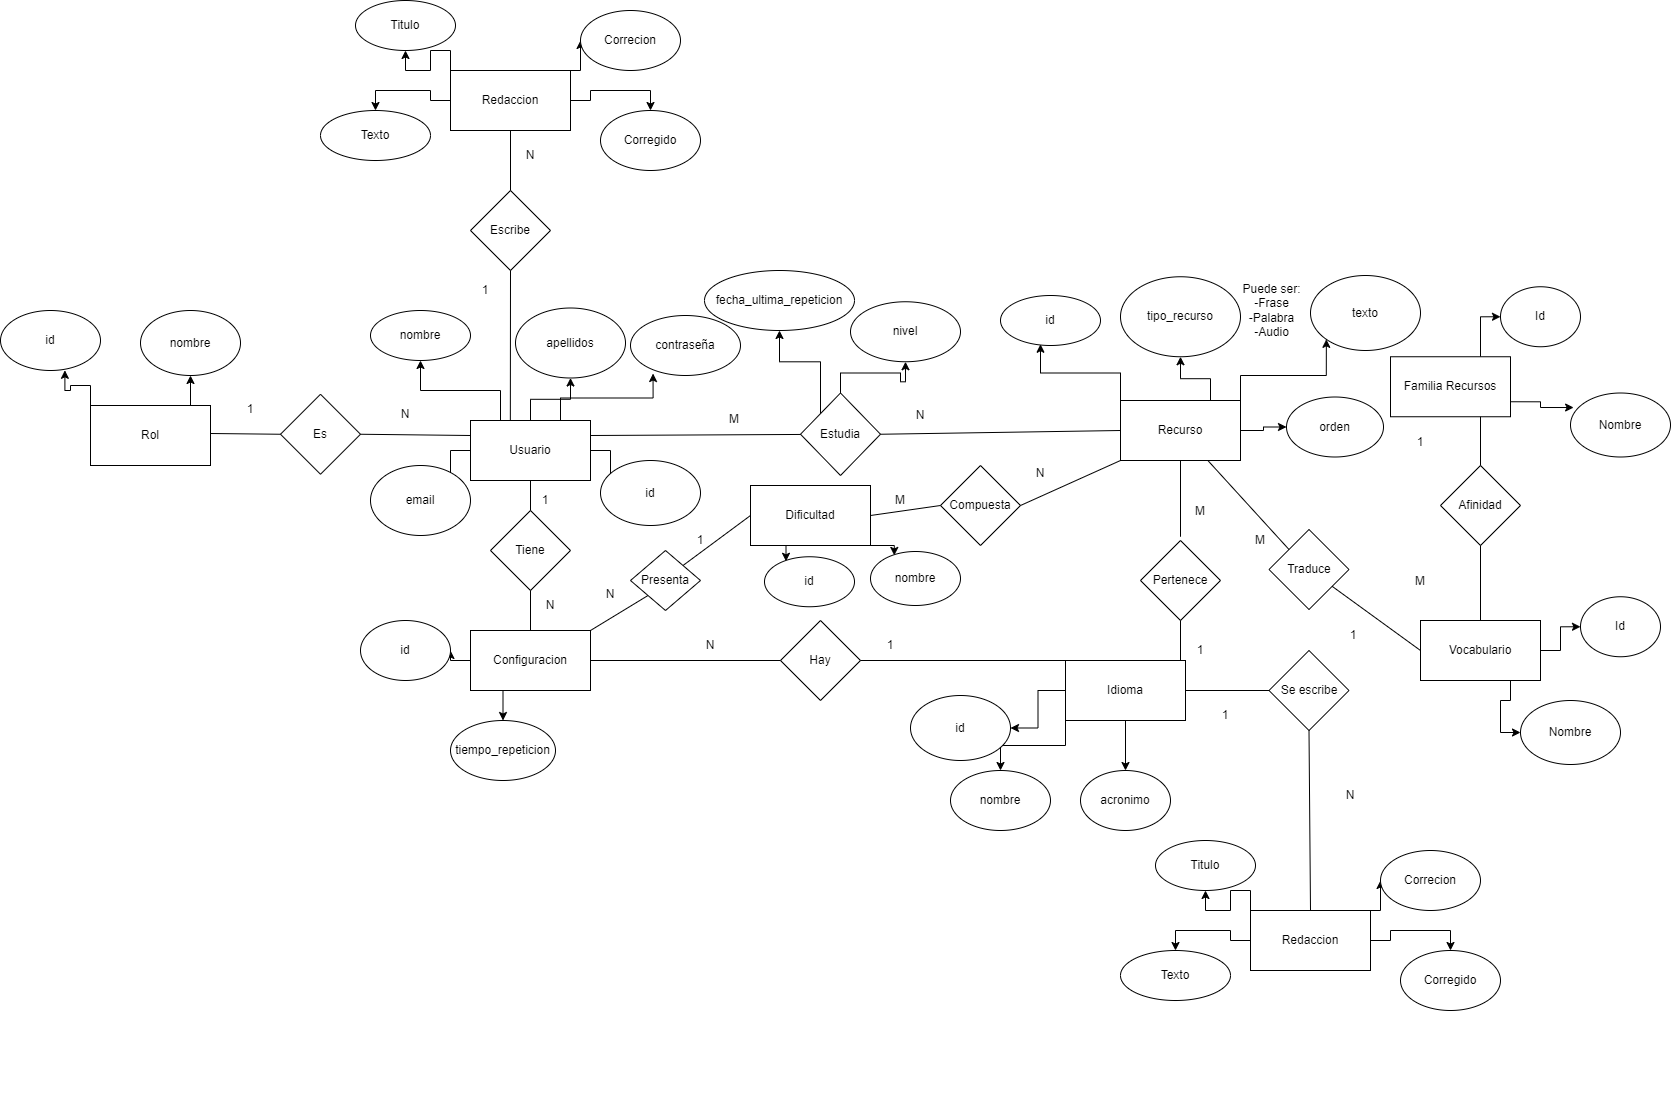 Titulo
Correcion
Redaccion
Texto
Corregido
N
Escribe
1
fecha_ultima_repeticion
nivel
id
tipo_recurso
Puede ser:
-Frase
-Palabra
-Audio
texto
Id
id
nombre
nombre
apellidos
contraseña
Familia Recursos
Nombre
orden
1
N
M
N
1
Rol
Es
Usuario
Estudia
Recurso
email
id
1
Dificultad
M
Compuesta
N
M
Afinidad
Tiene
1
Presenta
id
nombre
Pertenece
M
Traduce
M
N
N
id
Configuracion
N
Hay
1
1
1
Vocabulario
Id
Idioma
Se escribe
1
id
Nombre
tiempo_repeticion
nombre
acronimo
N
Titulo
Correcion
Redaccion
Texto
Corregido